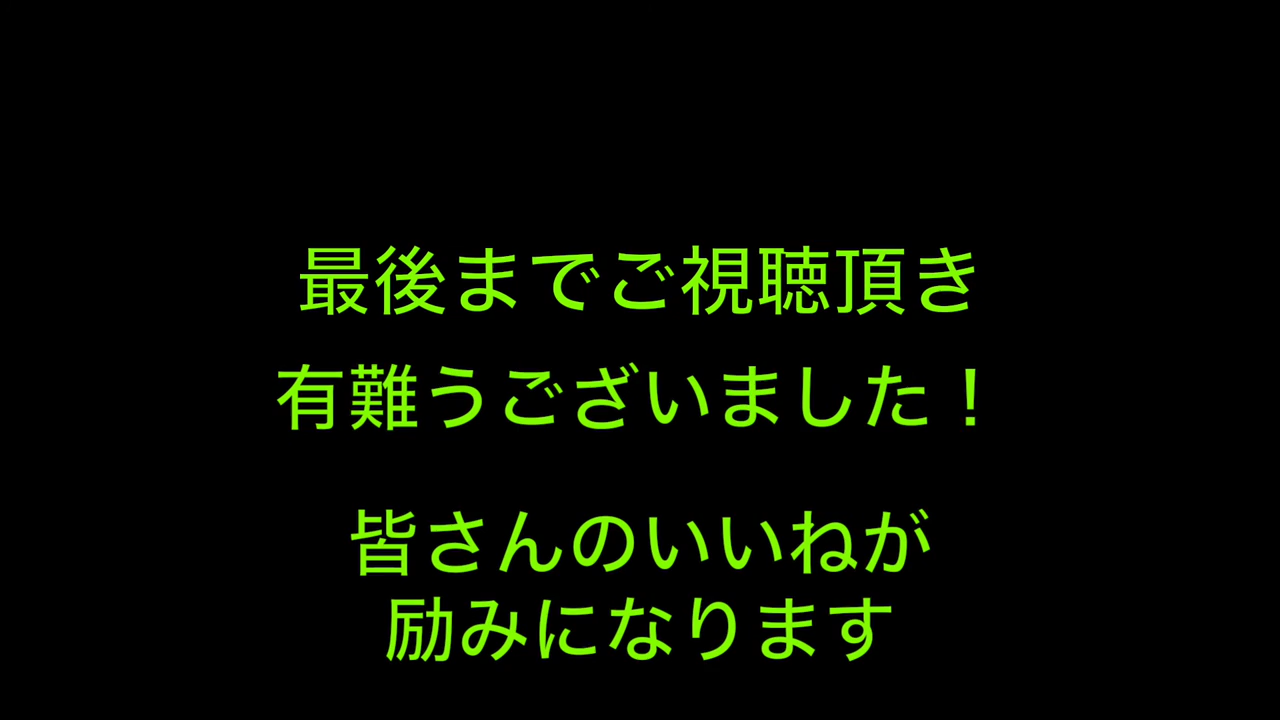 最後までご視聴頂き
有難うございました！
皆さんのいいねが
励みになります